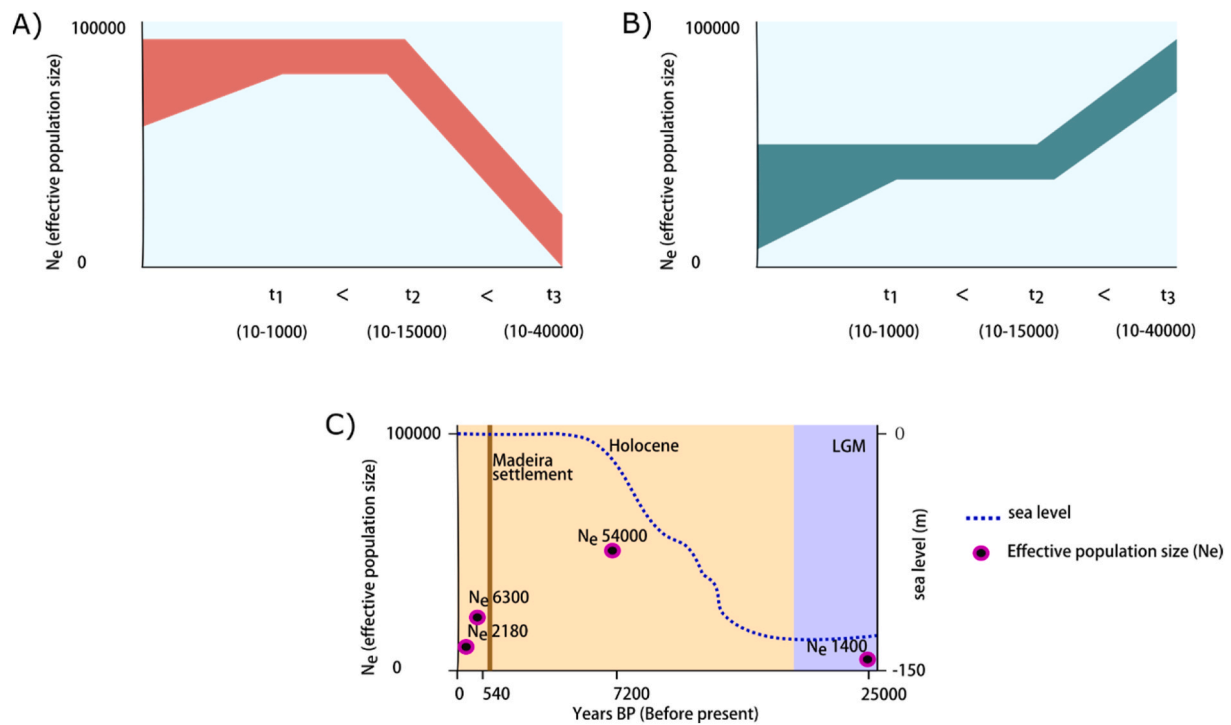 A)
100000
Ne (effective population size)
0
t1 < t2 < t3
(10-1000) (10-15000) (10-40000)
B)
100000
Ne (effective population size)
0
t1 < t2 < t3
(10-1000) (10-15000) (10-40000)
C)
100000
Ne (effective population size)
0
Madeira
settlement
Holocene
LGM
Ne 54000
Ne 6300
Ne 2180
Ne 1400
0
sea level (m)
-150
0 540 7200 25000
Years BP (Before present)
sea level
Effective population size (Ne)